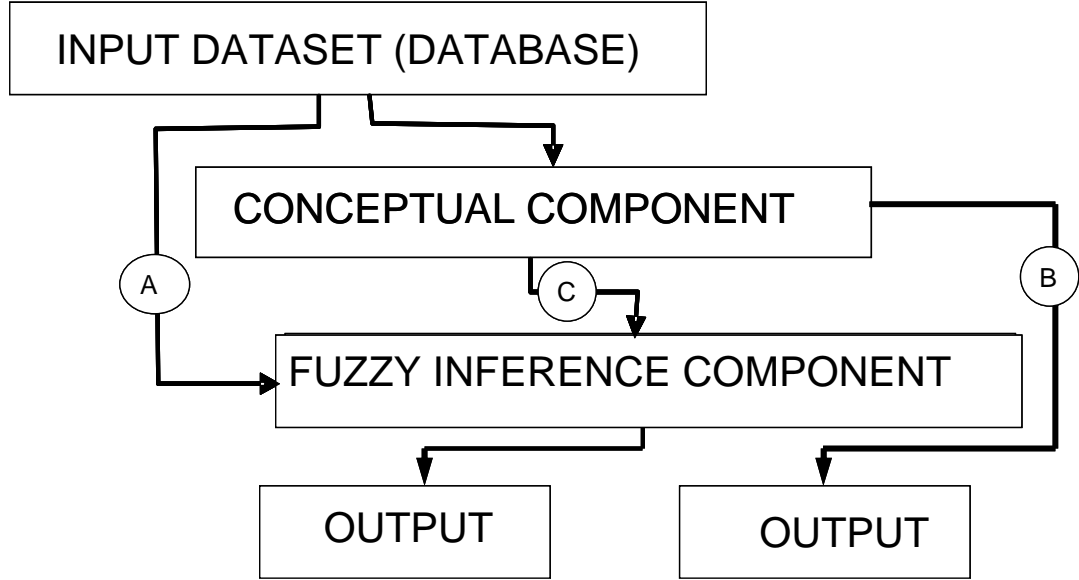 INPUT DATASET (DATABASE)
CONCEPTUAL COMPONENT
A
C
B
FUZZY INFERENCE COMPONENT
OUTPUT
OUTPUT